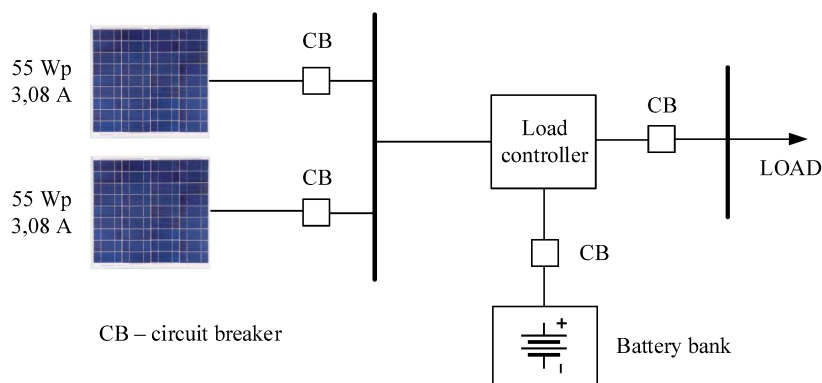 55 Wp
3,08 A
CB
55 Wp
3,08 A
CB
Load
controller
CB
LOAD
CB
CB – circuit breaker
Battery bank
+